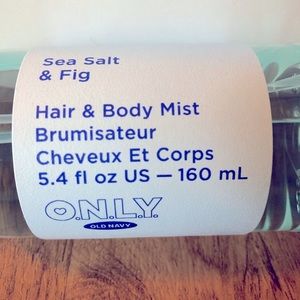 Sea Salt
& Fig
Hair & Body Mist
Brumisateur
Cheveux Et Corps
5.4 fl oz US — 160 mL
O.N.L.Y.
OLD NAVY